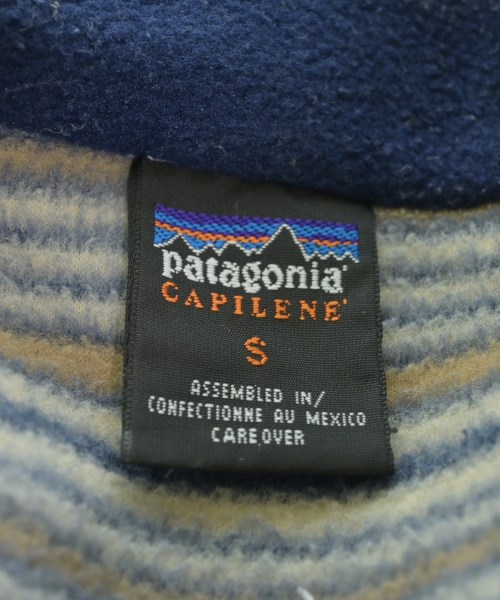 patagonia®
CAPILENE®
S
ASSEMBLED IN/
CONFECTIONNE AU MEXICO
CARE OVER